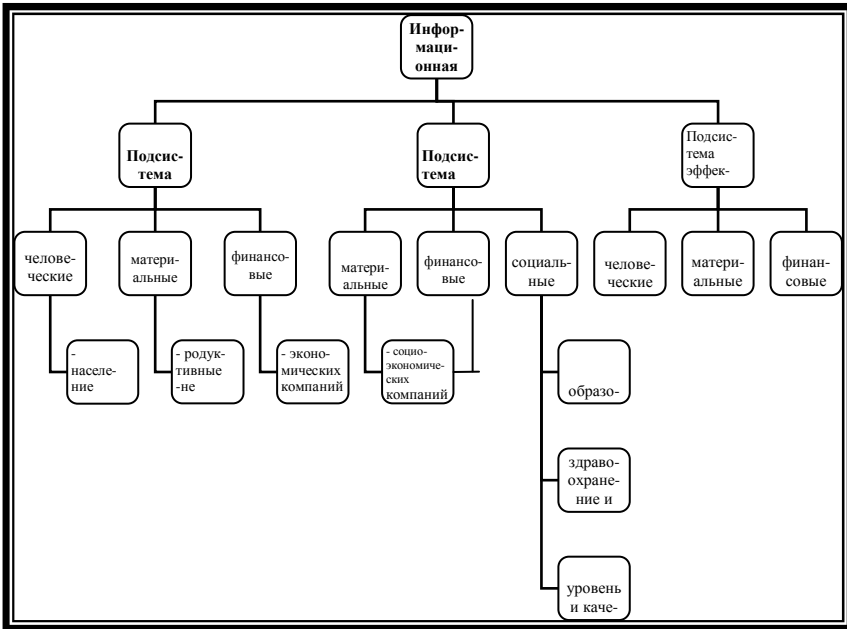 Инфор-
маци-
онная
Подсис-
тема
Подсис-
тема
Подсис-
тема
эффек-
челове-
ческие
матери-
альные
финансо-
вые
матери-
альные
финансо-
вые
социаль-
ные
челове-
ческие
матери-
альные
финан-
совые
-
населе-
ние
- родук-
тивные
-не
- эконо-
мических
компаний
- социо-
экономиче-
ских
компаний
образо-
здраво-
охране-
ние и
уровень
и каче-